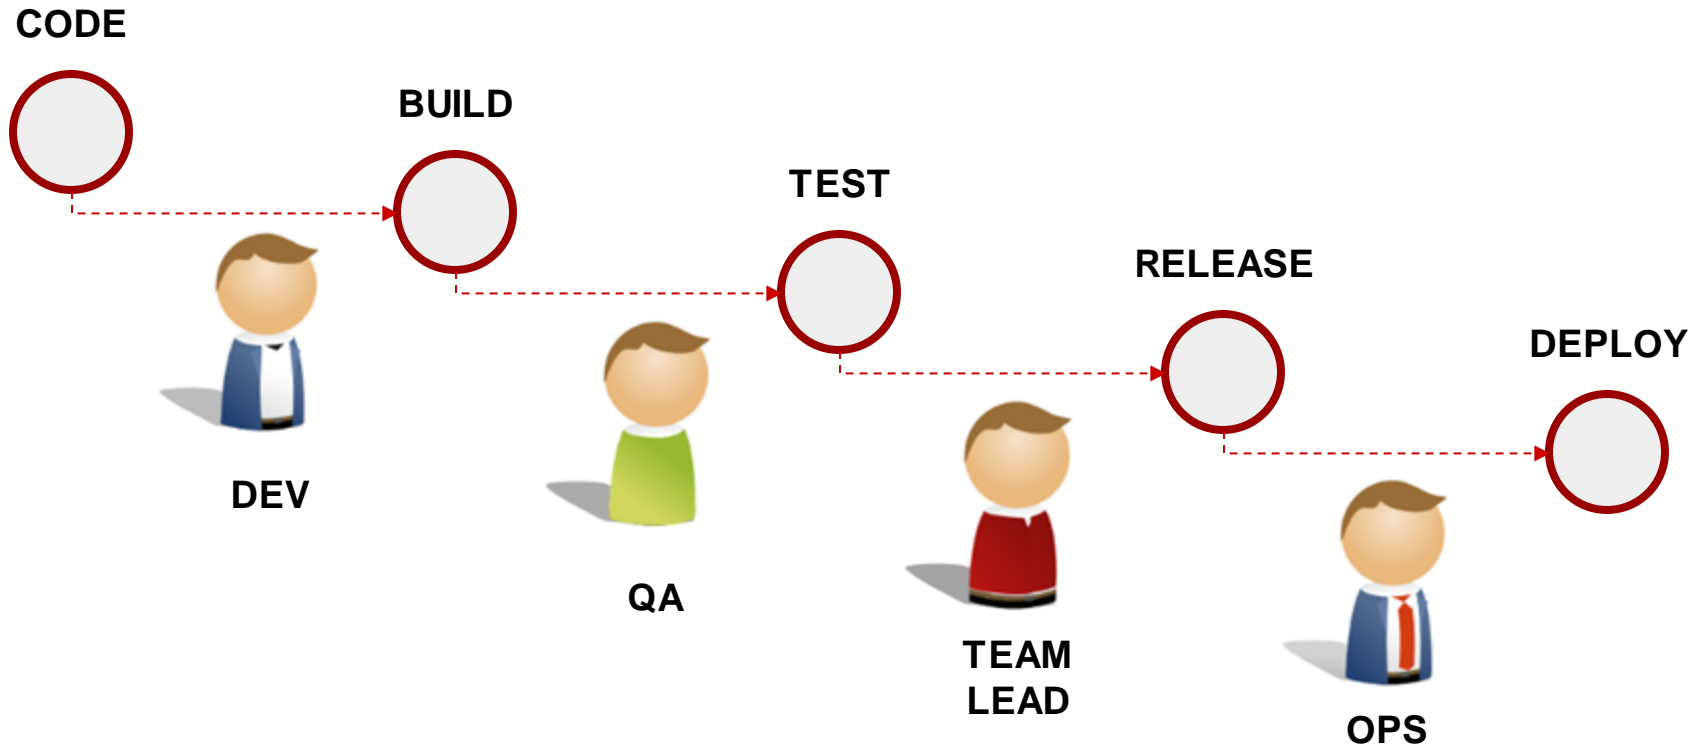 CODE
BUILD
TEST
RELEASE
DEPLOY
DEV
QA
TEAM
LEAD
OPS